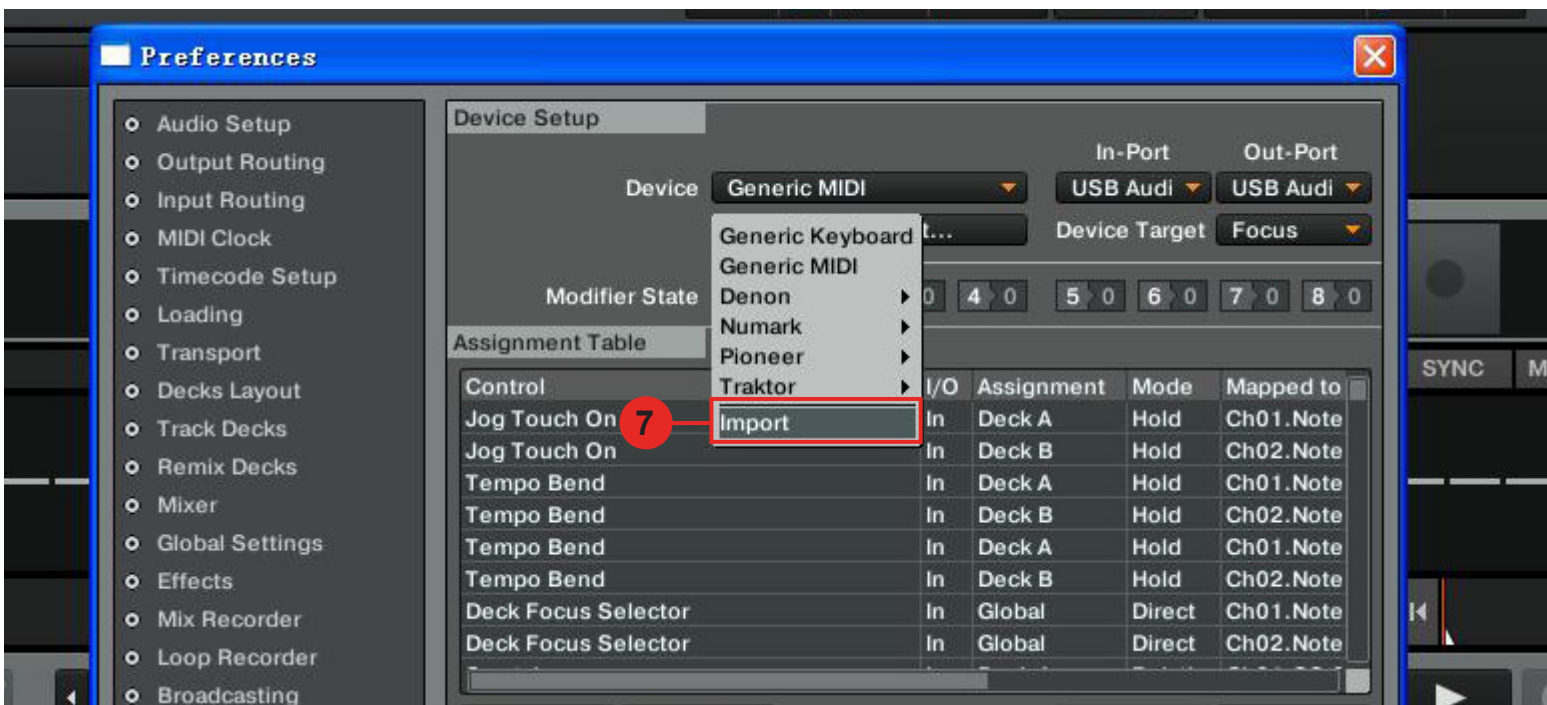 Preferences
Audio Setup
Output Routing
Input Routing
MIDI Clock
Timecode Setup
Loading
Transport
Decks Layout
Track Decks
Remix Decks
Mixer
Global Settings
Effects
Mix Recorder
Loop Recorder
Broadcasting
Device Setup
In-Port Out-Port
Device Generic MIDI USB Audi USB Audi
t... Device Target Focus
Generic Keyboard
Generic MIDI
Denon
Numark
Pioneer
Traktor
7 Import
Modifier State 0 4 0 5 0 6 0 7 0 8 0
Assignment Table
Control I/O Assignment Mode Mapped to
Jog Touch On In Deck A Hold Ch01.Note
Jog Touch On In Deck B Hold Ch02.Note
Tempo Bend In Deck A Hold Ch01.Note
Tempo Bend In Deck B Hold Ch02.Note
Tempo Bend In Deck A Hold Ch01.Note
Tempo Bend In Deck B Hold Ch02.Note
Deck Focus Selector In Global Direct Ch01.Note
Deck Focus Selector In Global Direct Ch02.Note
SYNC M